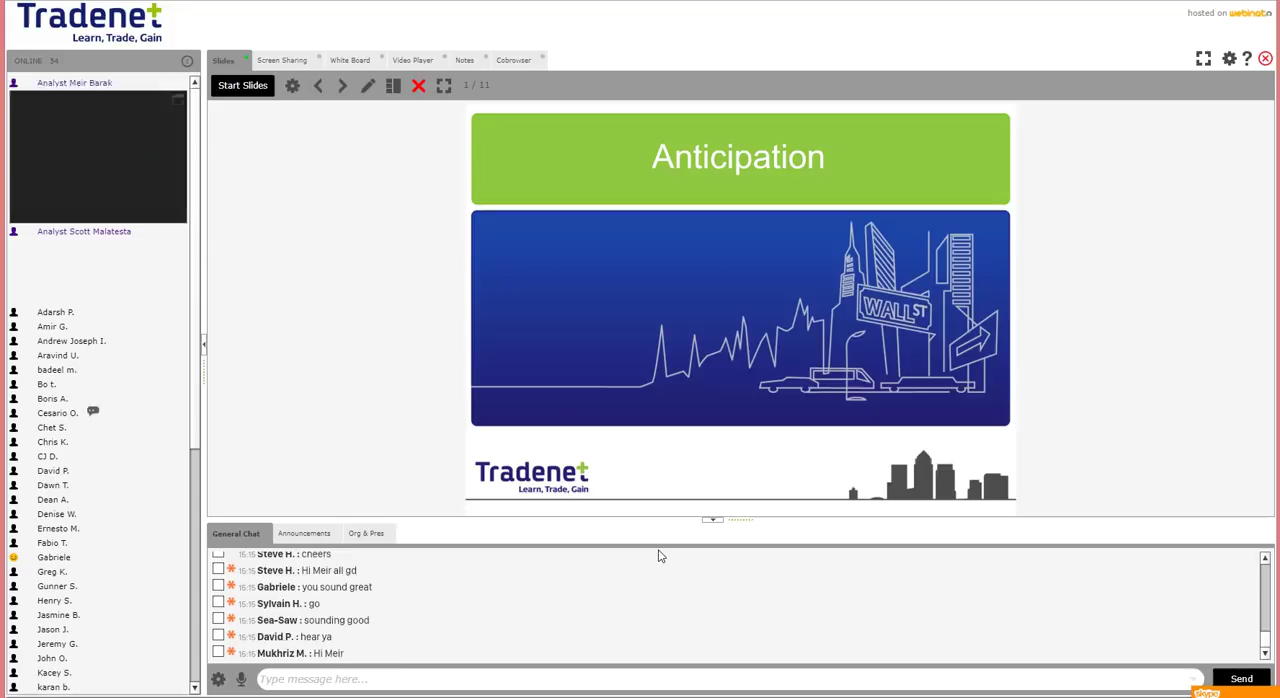 Tradenet
Learn, Trade, Gain
hosted on webinato
ONLINE 34
Analyst Meir Barak
Analyst Scott Malatesta
Adarsh P.
Amir G.
Andrew Joseph I.
Aravind U.
badeel m.
Bo t.
Boris A.
Cesario O.
Chet S.
Chris K.
CJ D.
David P.
Dawn T.
Dean A.
Denise W.
Ernesto M.
Fabio T.
Gabriele
Greg K.
Gunner S.
Henry S.
Jasmine B.
Jason J.
Jeremy G.
John O.
Kacey S.
karan b.
Slides Screen Sharing White Board Video Player Notes Cobrowser
Start Slides 1 / 11
Anticipation
WALL ST
Tradenet
Learn, Trade, Gain
General Chat Announcements Org & Pres
Steve H. : cheers
15:15 Steve H. : Hi Meir all gd
15:15 Gabriele : you sound great
15:15 Sylvain H. : go
15:15 Sea-Saw : sounding good
15:15 David P. : hear ya
15:15 Mukhriz M. : Hi Meir
Type message here...
Send
skype